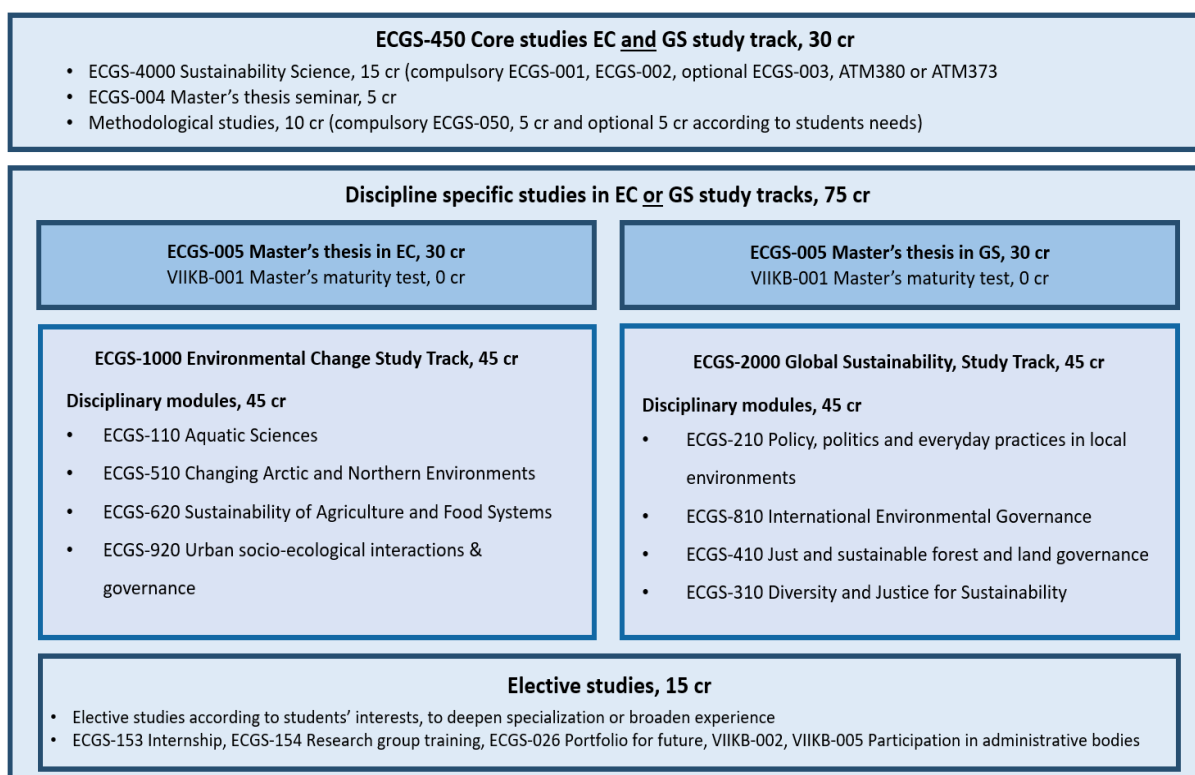 ECGS-450 Core studies EC and GS study track, 30 cr
• ECGS-4000 Sustainability Science, 15 cr (compulsory ECGS-001, ECGS-002, optional ECGS-003, ATM380 or ATM373
• ECGS-004 Master's thesis seminar, 5 cr
• Methodological studies, 10 cr (compulsory ECGS-050, 5 cr and optional 5 cr according to students needs)
Discipline specific studies in EC or GS study tracks, 75 cr
ECGS-005 Master's thesis in EC, 30 cr
VIIKB-001 Master's maturity test, 0 cr
ECGS-005 Master's thesis in GS, 30 cr
VIIKB-001 Master's maturity test, 0 cr
ECGS-1000 Environmental Change Study Track, 45 cr
Disciplinary modules, 45 cr
• ECGS-110 Aquatic Sciences
• ECGS-510 Changing Arctic and Northern Environments
• ECGS-620 Sustainability of Agriculture and Food Systems
• ECGS-920 Urban socio-ecological interactions &
governance
ECGS-2000 Global Sustainability, Study Track, 45 cr
Disciplinary modules, 45 cr
• ECGS-210 Policy, politics and everyday practices in local
environments
• ECGS-810 International Environmental Governance
• ECGS-410 Just and sustainable forest and land governance
• ECGS-310 Diversity and Justice for Sustainability
Elective studies, 15 cr
• Elective studies according to students' interests, to deepen specialization or broaden experience
• ECGS-153 Internship, ECGS-154 Research group training, ECGS-026 Portfolio for future, VIIKB-002, VIIKB-005 Participation in administrative bodies